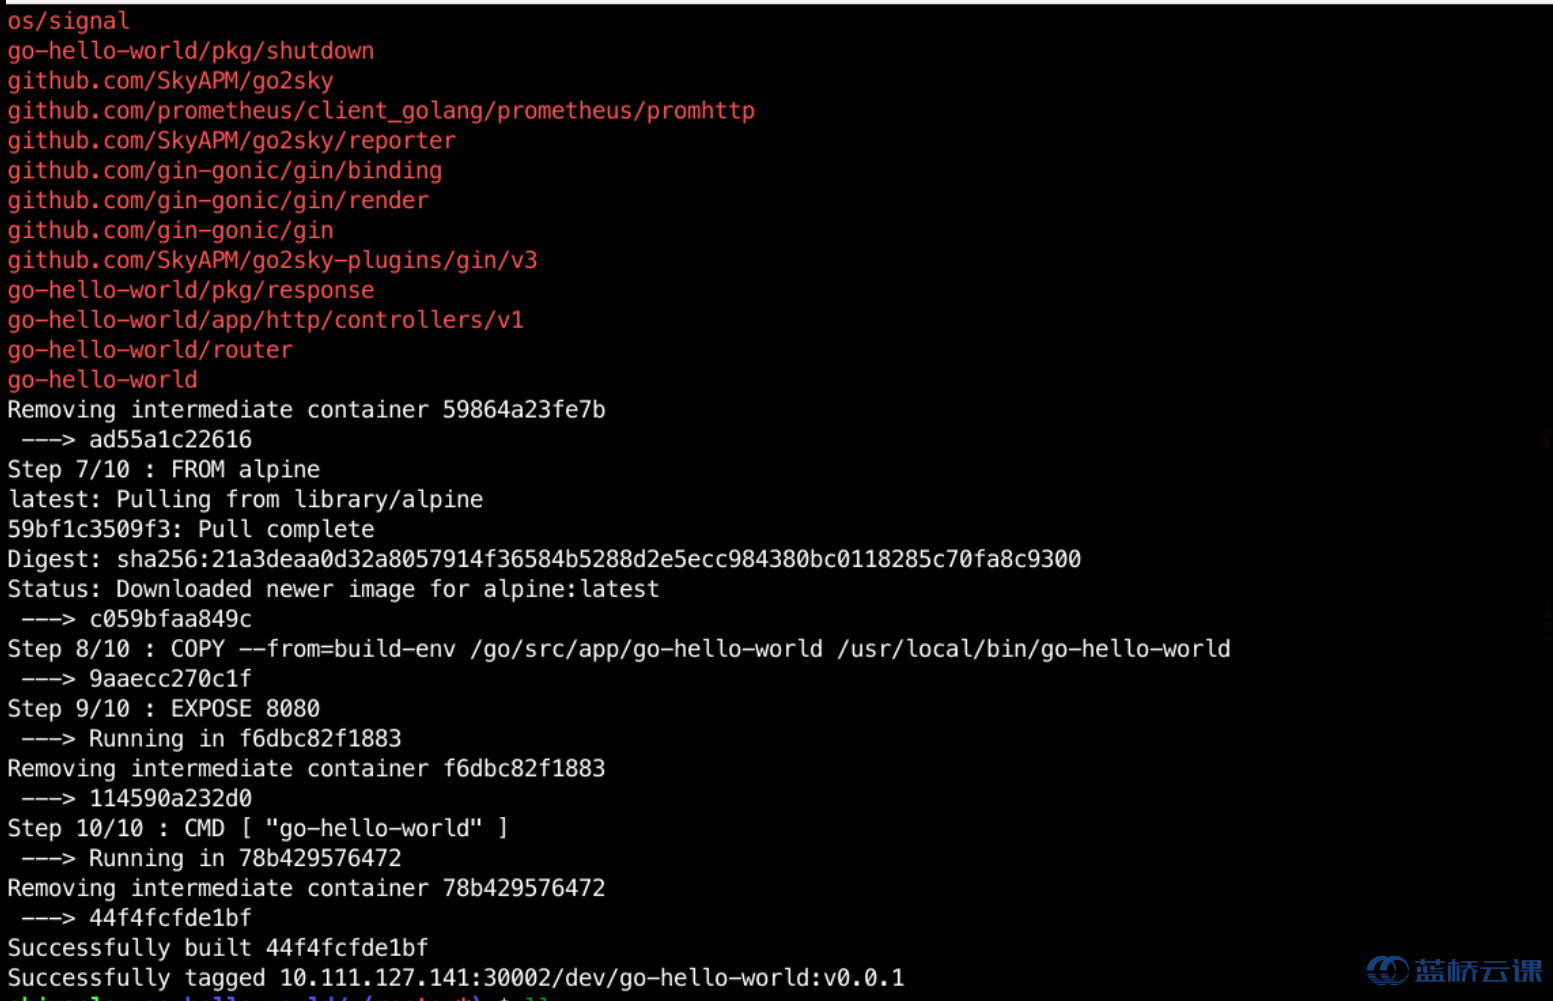 os/signal
go-hello-world/pkg/shutdown
github.com/SkyAPM/go2sky
github.com/prometheus/client_golang/prometheus/promhttp
github.com/SkyAPM/go2sky/reporter
github.com/gin-gonic/gin/binding
github.com/gin-gonic/gin/render
github.com/gin-gonic/gin
github.com/SkyAPM/go2sky-plugins/gin/v3
go-hello-world/pkg/response
go-hello-world/app/http/controllers/v1
go-hello-world/router
go-hello-world
Removing intermediate container 59864a23fe7b
 ---> ad55a1c22616
Step 7/10 : FROM alpine
latest: Pulling from library/alpine
59bf1c3509f3: Pull complete
Digest: sha256:21a3deaa0d32a8057914f36584b5288d2e5ecc984380bc0118285c70fa8c9300
Status: Downloaded newer image for alpine:latest
 ---> c059bfaa849c
Step 8/10 : COPY --from=build-env /go/src/app/go-hello-world /usr/local/bin/go-hello-world
 ---> 9aaecc270c1f
Step 9/10 : EXPOSE 8080
 ---> Running in f6dbc82f1883
Removing intermediate container f6dbc82f1883
 ---> 114590a232d0
Step 10/10 : CMD [ "go-hello-world" ]
 ---> Running in 78b429576472
Removing intermediate container 78b429576472
 ---> 44f4fcfde1bf
Successfully built 44f4fcfde1bf
Successfully tagged 10.111.127.141:30002/dev/go-hello-world:v0.0.1
蓝桥云课